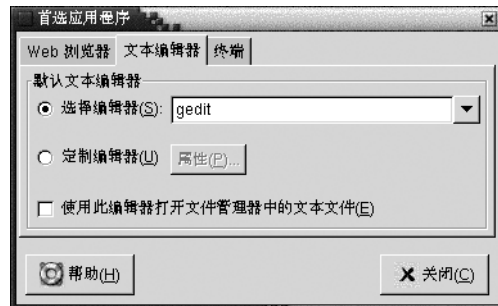 首选应用程序
Web 浏览器 文本编辑器 终端
默认文本编辑器
选择编辑器(S): gedit
定制编辑器(U) 属性(P)...
使用此编辑器打开文件管理器中的文本文件(E)
帮助(H) 关闭(C)